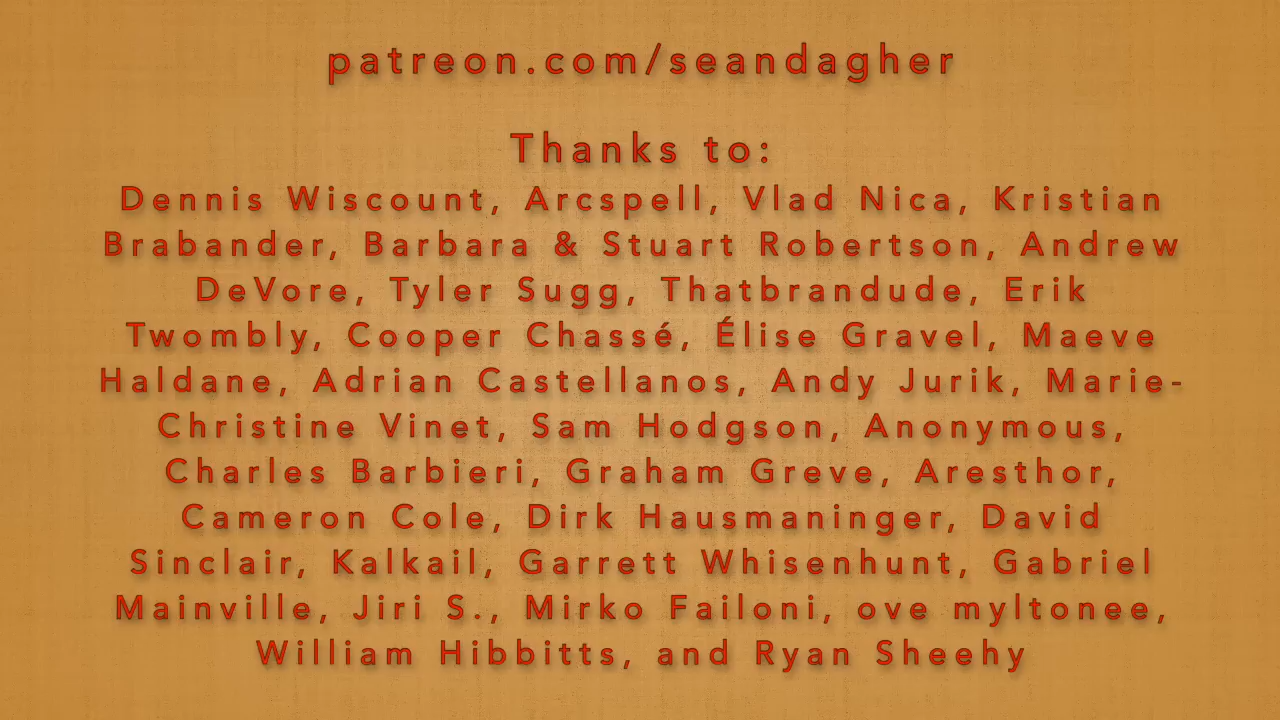 patreon.com/seandagher
Thanks to:
Dennis Wiscount, Arcspell, Vlad Nica, Kristian
Brabander, Barbara & Stuart Robertson, Andrew
DeVore, Tyler Sugg, Thatbrandude, Erik
Twombly, Cooper Chassé, Élise Gravel, Maeve
Haldane, Adrian Castellanos, Andy Jurik, Marie-
Christine Vinet, Sam Hodgson, Anonymous,
Charles Barbieri, Graham Greve, Aresthor,
Cameron Cole, Dirk Hausmaninger, David
Sinclair, Kalkail, Garrett Whisenhunt, Gabriel
Mainville, Jiri S., Mirko Failoni, ove myltonee,
William Hibbitts, and Ryan Sheehy